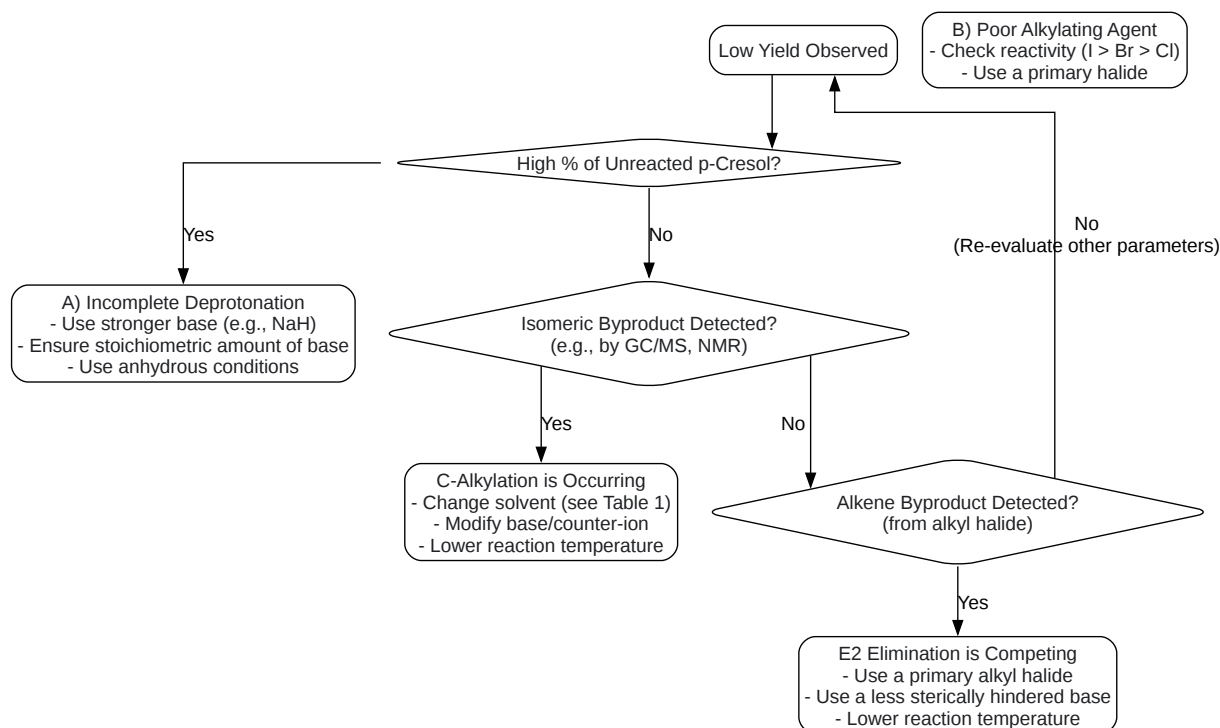 Low Yield Observed
B) Poor Alkylating Agent
- Check reactivity (I > Br > Cl)
- Use a primary halide
High % of Unreacted p-Cresol?
Yes
No
No
(Re-evaluate other parameters)
A) Incomplete Deprotonation
- Use stronger base (e.g., NaH)
- Ensure stoichiometric amount of base
- Use anhydrous conditions
Isomeric Byproduct Detected?
(e.g., by GC/MS, NMR)
Yes
No
C-Alkylation is Occurring
- Change solvent (see Table 1)
- Modify base/counter-ion
- Lower reaction temperature
Alkene Byproduct Detected?
(from alkyl halide)
Yes
E2 Elimination is Competing
- Use a primary alkyl halide
- Use a less sterically hindered base
- Lower reaction temperature